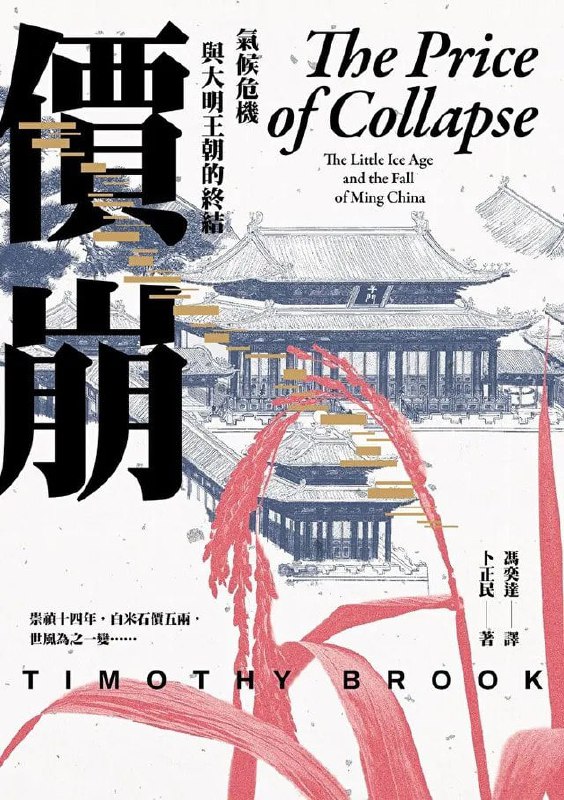 價崩
氣候危機
與大明王朝的終結
The Price
of Collapse
The Little Ice Age
and the Fall
of Ming China
午門
馮奕達——譯
卜正民——著
崇禎十四年，白米石價五兩，
世風為之一變……
TIMOTHY BROOK